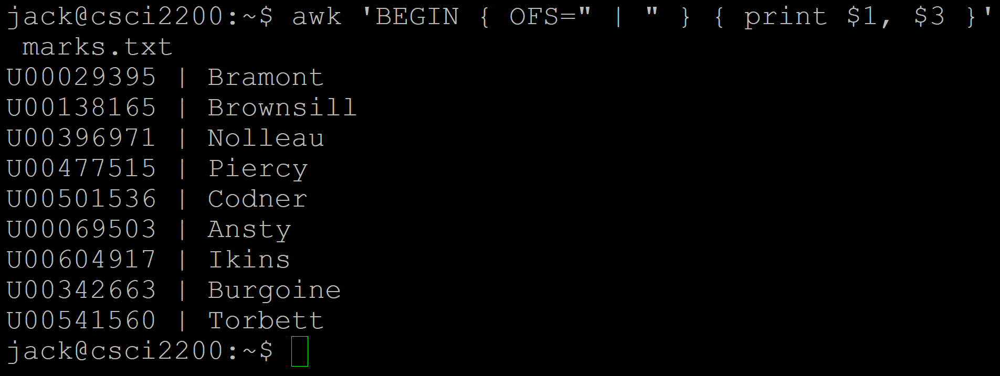 jack@csci2200:~$ awk 'BEGIN { OFS=" | " } { print $1, $3 }'
 marks.txt
U00029395 | Bramont
U00138165 | Brownsill
U00396971 | Nolleau
U00477515 | Piercy
U00501536 | Codner
U00069503 | Ansty
U00604917 | Ikins
U00342663 | Burgoine
U00541560 | Torbett
jack@csci2200:~$